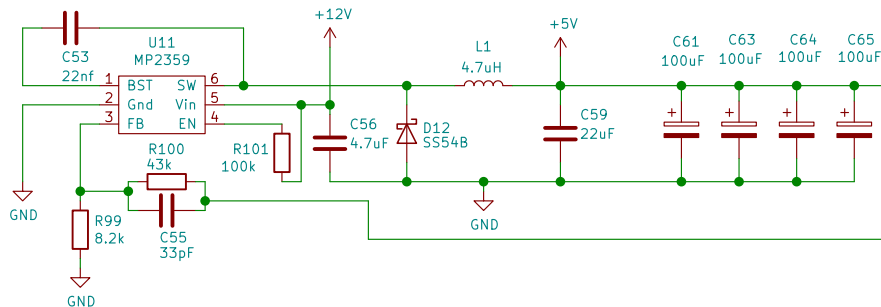 +12V
+5V
C53
22nf
U11
MP2359
L1
4.7uH
C61
100uF
C63
100uF
C64
100uF
C65
100uF
1 BST SW 6
2 Gnd Vin 5
3 FB EN 4
C56
4.7uF
D12
SS54B
C59
22uF
+
+
+
+
R100
43k
R101
100k
C55
33pF
R99
8.2k
GND
GND
GND